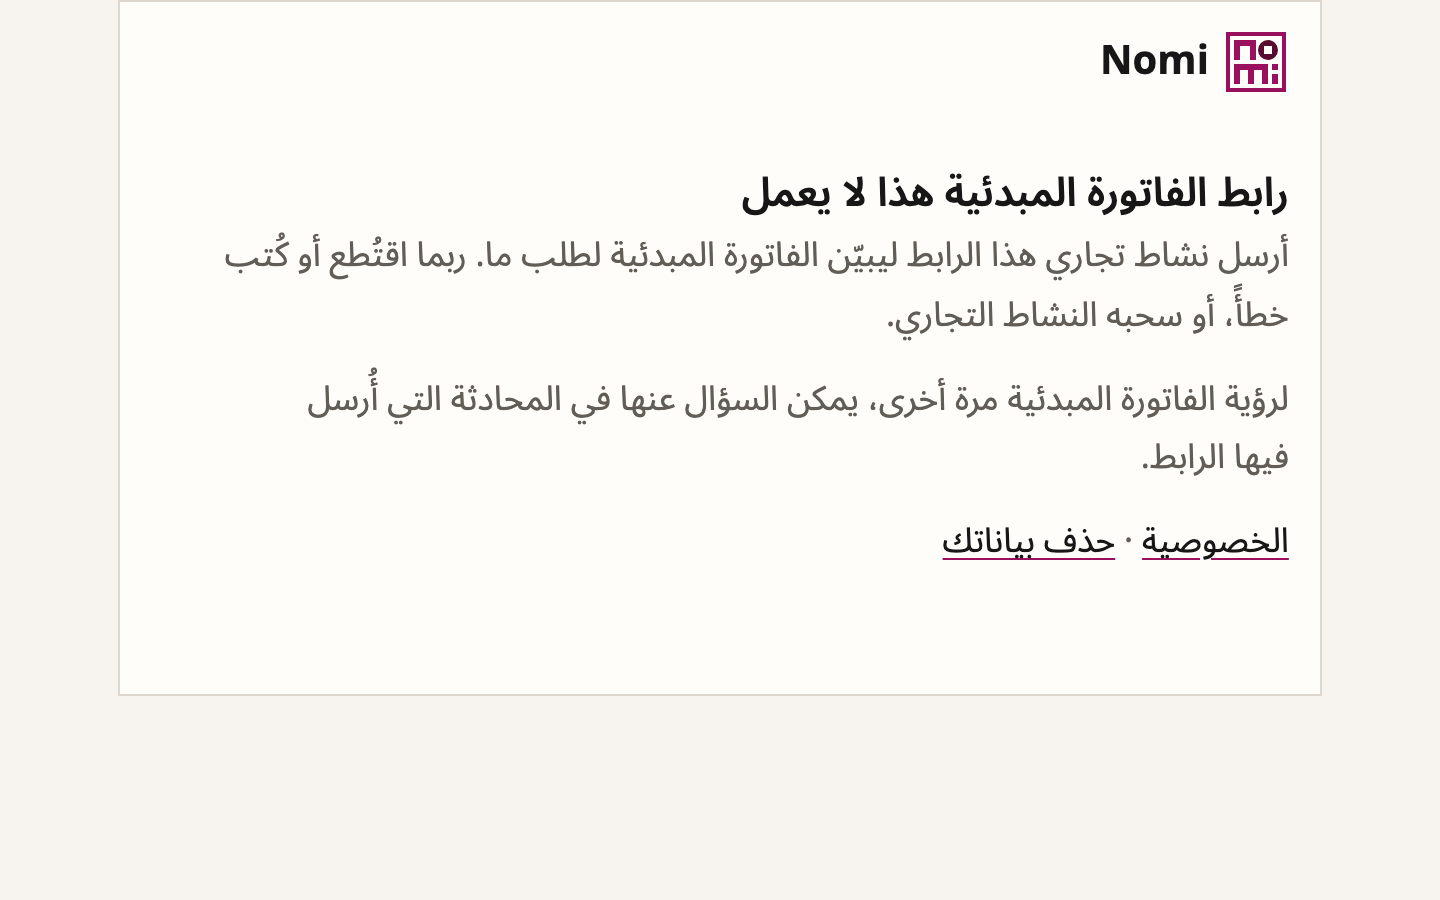 nomi
Nomi
رابط الفاتورة المبدئية هذا لا يعمل
أرسل نشاط تجاري هذا الرابط ليبيّن الفاتورة المبدئية لطلب ما. ربما اقتُطع أو كُتب
خطأً، أو سحبه النشاط التجاري.
لرؤية الفاتورة المبدئية مرة أخرى، يمكن السؤال عنها في المحادثة التي أُرسل
فيها الرابط.
الخصوصية · حذف بياناتك